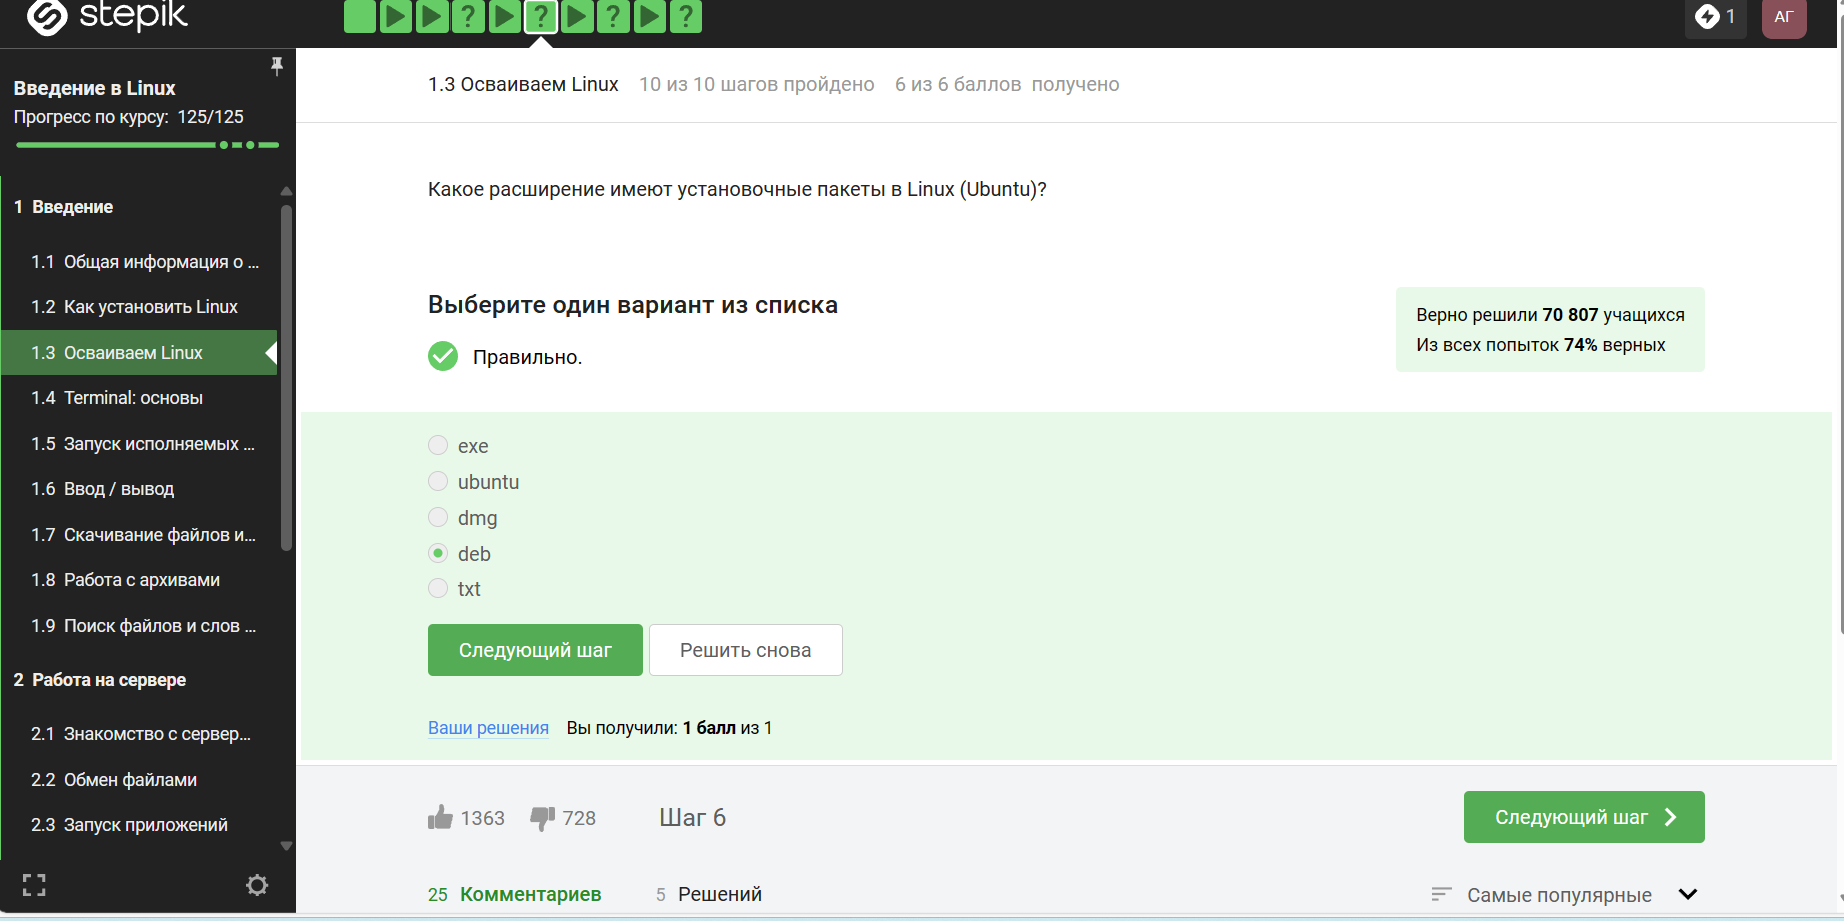 stepik
? ? ? ?
1
АГ
Введение в Linux
Прогресс по курсу: 125/125
1 Введение
1.1 Общая информация о ...
1.2 Как установить Linux
1.3 Осваиваем Linux
1.4 Terminal: основы
1.5 Запуск исполняемых ...
1.6 Ввод / вывод
1.7 Скачивание файлов и...
1.8 Работа с архивами
1.9 Поиск файлов и слов ...
2 Работа на сервере
2.1 Знакомство с сервер...
2.2 Обмен файлами
2.3 Запуск приложений
1.3 Осваиваем Linux 10 из 10 шагов пройдено 6 из 6 баллов получено
Какое расширение имеют установочные пакеты в Linux (Ubuntu)?
Выберите один вариант из списка
Правильно.
Верно решили 70 807 учащихся
Из всех попыток 74% верных
exe
ubuntu
dmg
deb
txt
Следующий шаг Решить снова
Ваши решения Вы получили: 1 балл из 1
1363 728 Шаг 6 Следующий шаг
25 Комментариев 5 Решений Самые популярные